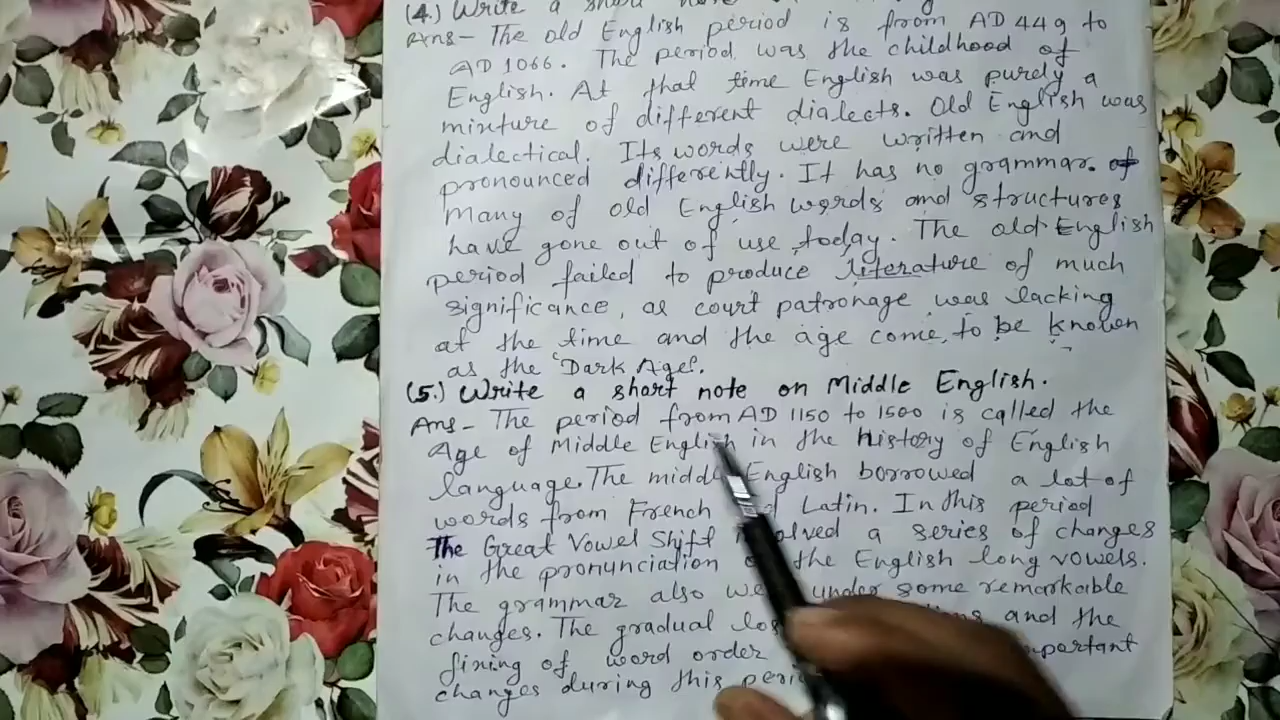 (4.) Write a short
Ans- The old English period is from AD 449 to
AD 1066. The period was the childhood of
English. At that time English was purely a
mixture of different dialects. Old English was
dialectical. Its words were written and
pronounced differently. It has no grammar. of
Many of old English words and structures
have gone out of use today. The old English
period failed to produce literature of much
significance, as court patronage was lacking
at the time and the age come to be known
as the 'Dark Age'.
(5.) Write a short note on Middle English.
Ans- The period from AD 1150 to 1500 is called the
Age of Middle English in the History of English
language. The middle English borrowed a lot of
words from French Latin. In this period
The Great Vowel Shift a series of changes
in the pronunciation the English long vowels.
The grammar also under some remarkable
changes. The gradual and the
fining of word order
changes during this